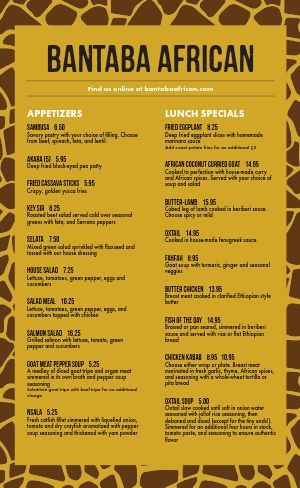 BANTABA AFRICAN
Find us online at bantabaafrican.com
APPETIZERS
SAMBUSA 6.50
Savory pastry with your choice of filling. Choose
from beef, spinach, feta, and lentil.
AKARA (5) 5.95
Deep fried black-eyed pea patty
FRIED CASSAVA STICKS 5.95
Crispy, golden yucca fries
KEY SIR 8.25
Roasted beet salad served cold over seasonal
greens with feta, and Serrano peppers
SELATA 7.50
Mixed green salad sprinkled with flaxseed and
tossed with our house dressing
HOUSE SALAD 7.25
Lettuce, tomatoes, green pepper, eggs and
cucumbers
SALAD MEAL 10.25
Lettuce, tomatoes, green pepper, eggs and
cucumbers topped with chicken
SALMON SALAD 16.25
Grilled salmon with lettuce, tomato, green
pepper and cucumbers
GOAT MEAT PEPPER SOUP 5.25
A medley of diced goat tripe and organ meat
simmered in its own broth and pepper soup
seasoning
Substitute goat tripe with beef tripe for no additional
charge
NSALA 5.25
Fresh catfish fillet simmered with liquefied onion,
tomato and dry crayfish aromatized with pepper
soup seasoning and thickened with yam powder
LUNCH SPECIALS
FRIED EGGPLANT 8.25
Deep fried eggplant slices with homemade
marinara sauce
Add sweet potato fries for an additional $2
AFRICAN COCONUT CURRIED GOAT 14.95
Cooked to perfection with house-made curry
and African spices. Served with your choice of
soup and salad
BUTTER-LAMB 15.95
Cubed leg of lamb cooked in berberi sauce.
Choose spicy or mild
OXTAIL 14.95
Cooked in house-made fenugreek sauce
FAHFAH 8.95
Goat soup with turmeric, ginger and seasonal
veggies
BUTTER CHICKEN 13.95
Breast meat cooked in clarified Ethiopian style
butter
FISH OF THE DAY 14.95
Braised or pan seared, simmered in berberi
sauce and served with rice or flat Ethiopian
bread
CHICKEN KABAB 8.95 10.95
Choose either wrap or plate. Breast meat
marinated in fresh garlic, thyme, African spices,
and seasoning with a whole-wheat tortilla or
pita bread
OXTAIL SOUP 5.00
Oxtail slow cooked until soft in onion water
seasoned with jollof rice seasoning, then
deboned and diced (except for the tiny ends!).
Simmered for an additional four hours in stock,
tomato paste, and seasoning to ensure authentic
flavor